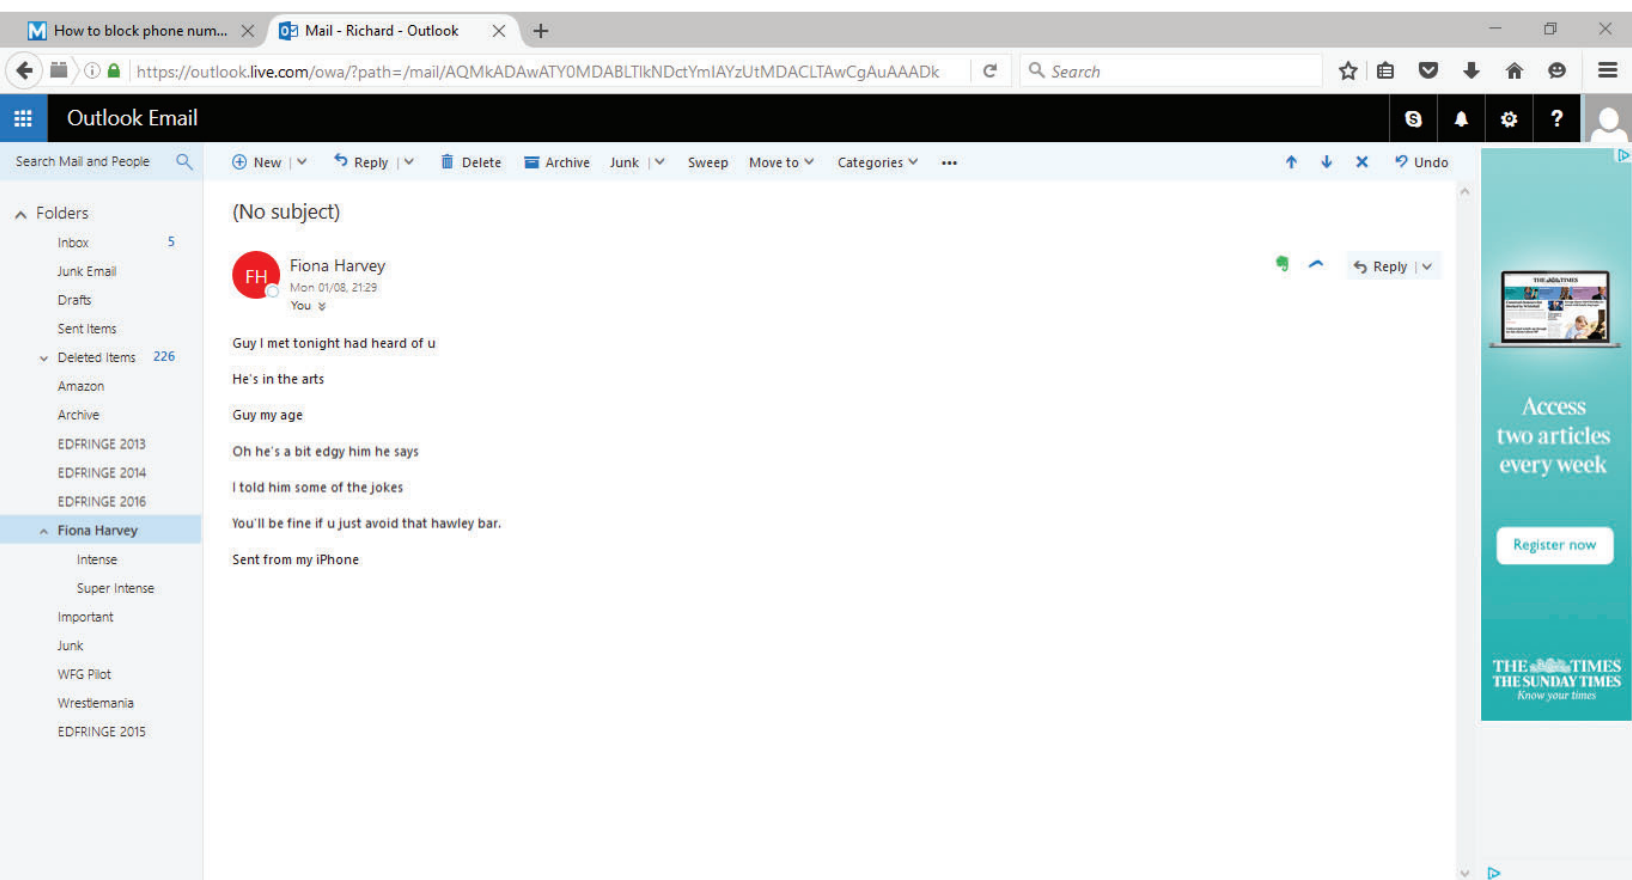 How to block phone num...
Mail - Richard - Outlook
https://outlook.live.com/owa/?path=/mail/AQMkADAwATY0MDABLTlkNDctYmIAYzUtMDACLTAwCgAuAAADk
Search
Outlook Email
Search Mail and People
New
Reply
Delete
Archive
Junk
Sweep
Move to
Categories
Undo
Folders
Inbox 5
Junk Email
Drafts
Sent Items
Deleted Items 226
Amazon
Archive
EDFRINGE 2013
EDFRINGE 2014
EDFRINGE 2016
Fiona Harvey
Intense
Super Intense
Important
Junk
WFG Pilot
Wrestlemania
EDFRINGE 2015
(No subject)
FH
Fiona Harvey
Mon 01/08, 21:29
You
Reply
Guy I met tonight had heard of u
He's in the arts
Guy my age
Oh he's a bit edgy him he says
I told him some of the jokes
You'll be fine if u just avoid that hawley bar.
Sent from my iPhone
THE TIMES
Access
two articles
every week
Register now
THE TIMES
THE SUNDAY TIMES
Know your times